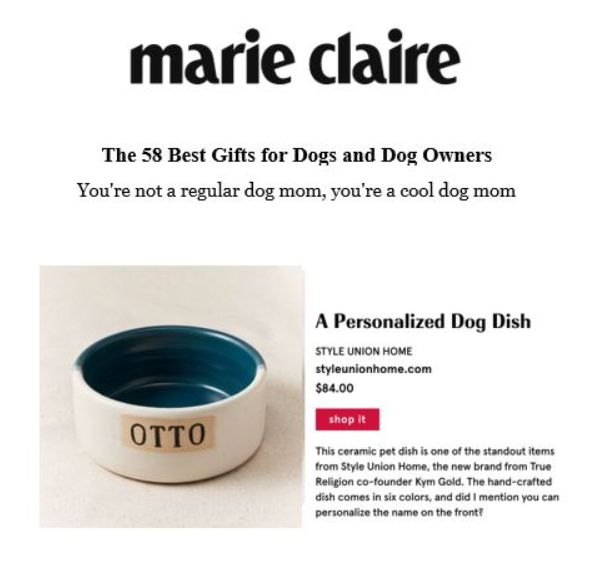 marie claire
The 58 Best Gifts for Dogs and Dog Owners
You're not a regular dog mom, you're a cool dog mom
OTTO
A Personalized Dog Dish
STYLE UNION HOME
styleunionhome.com
$84.00
shop it
This ceramic pet dish is one of the standout items
from Style Union Home, the new brand from True
Religion co-founder Kym Gold. The hand-crafted
dish comes in six colors, and did I mention you can
personalize the name on the front?